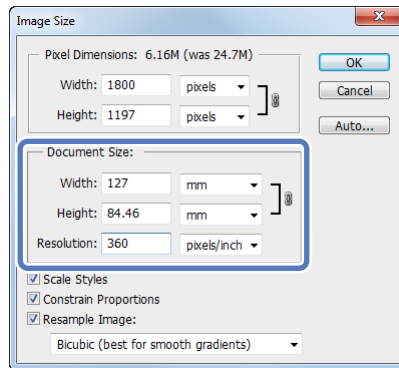 Image Size
Pixel Dimensions: 6.16M (was 24.7M)
OK
Width: 1800 pixels
Cancel
Height: 1197 pixels
Auto...
Document Size:
Width: 127 mm
Height: 84.46 mm
Resolution: 360 pixels/inch
Scale Styles
Constrain Proportions
Resample Image:
Bicubic (best for smooth gradients)